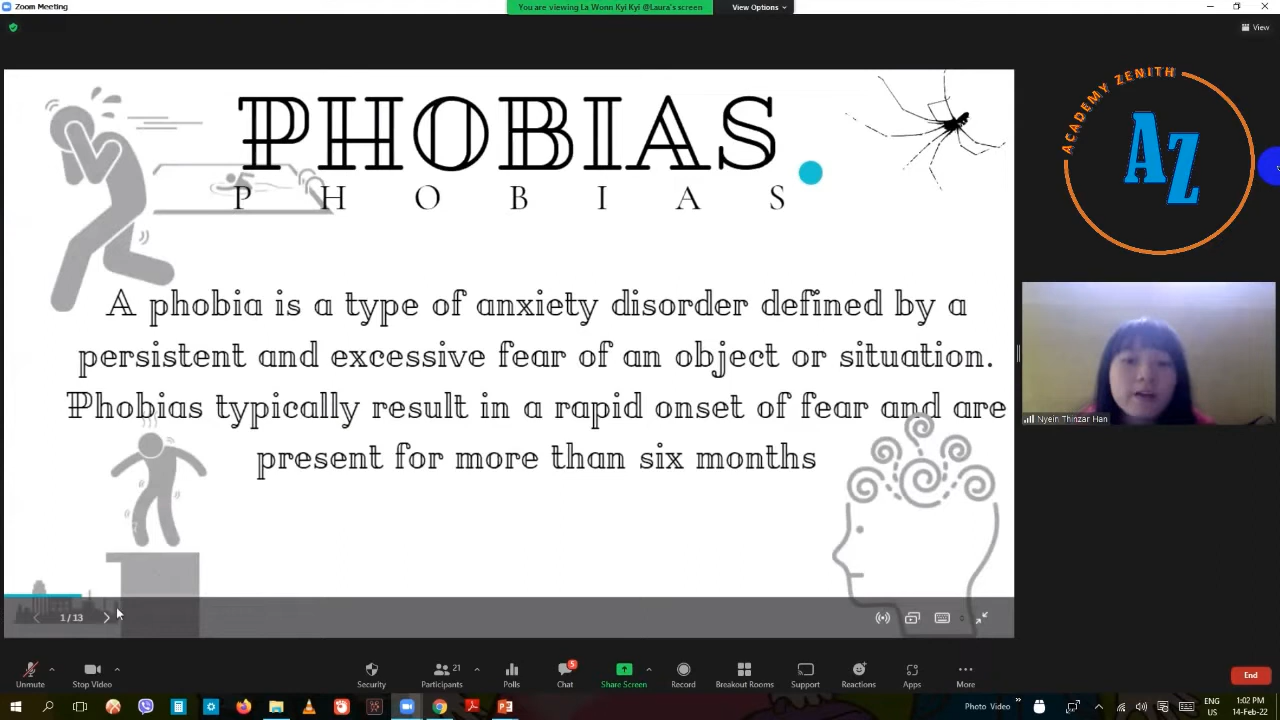 Zoom Meeting
You are viewing La Wonn Kyi Kyi @Laura's screen
View Options
View
PHOBIAS
PHOBIAS
A phobia is a type of anxiety disorder defined by a
persistent and excessive fear of an object or situation.
Phobias typically result in a rapid onset of fear and are
present for more than six months
1 / 13
ACADEMY ZENITH
AZ
Nyein Thinzar Han
Unmute
Stop Video
Security
21
Participants
Polls
5
Chat
Share Screen
Record
Breakout Rooms
Support
Reactions
Apps
More
End
Photo Video
ENG
US
1:02 PM
14-Feb-22